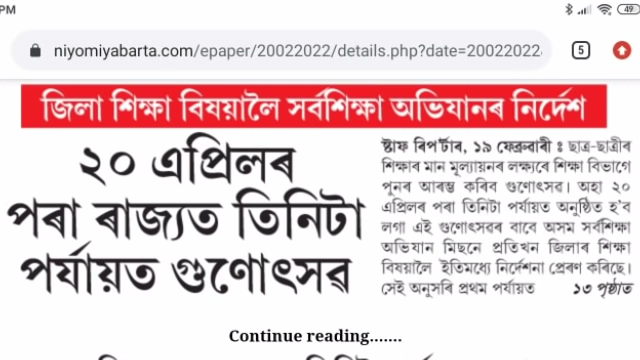 PM
49
niyomiyabarta.com/epaper/20022022/details.php?date=20022022
5
জিলা শিক্ষা বিষয়ালৈ সৰ্বশিক্ষা অভিযানৰ নিৰ্দেশ
২০ এপ্ৰিলৰ
পৰা ৰাজ্যত তিনিটা
পৰ্যায়ত গুণোৎসৱ
ষ্টাফ ৰিপৰ্টাৰ, ১৯ ফেব্ৰুৱাৰী : ছাত্ৰ-ছাত্ৰীৰ
শিক্ষাৰ মান মূল্যায়নৰ লক্ষ্যৰে শিক্ষা বিভাগে
পুনৰ আৰম্ভ কৰিব গুণোৎসৱ। অহা ২০
এপ্ৰিলৰ পৰা তিনিটা পৰ্যায়ত অনুষ্ঠিত হ'ব
লগা এই গুণোৎসৱৰ বাবে অসম সৰ্বশিক্ষা
অভিযান মিছনে প্ৰতিখন জিলাৰ শিক্ষা
বিষয়ালৈ ইতিমধ্যে নিৰ্দেশনা প্ৰেৰণ কৰিছে।
সেই অনুসৰি প্ৰথম পৰ্যায়ত ১৩ পৃষ্ঠাত
Continue reading.......